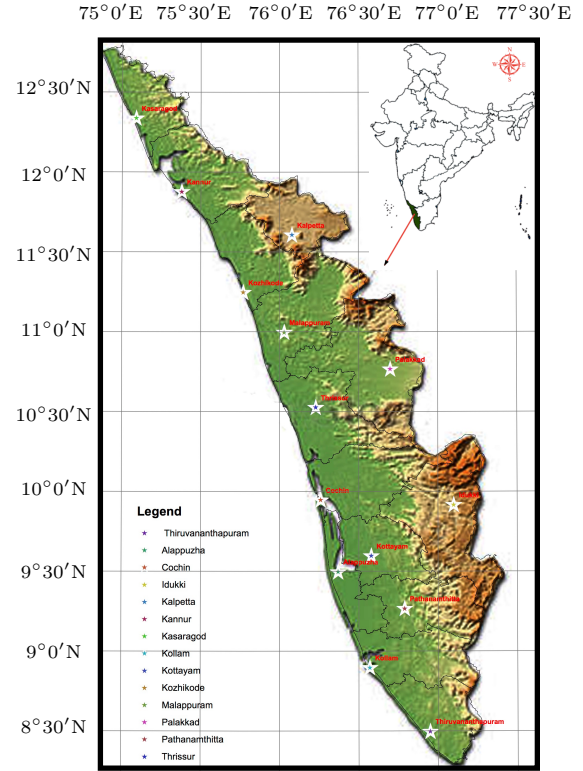 75°0′E 75°30′E 76°0′E 76°30′E 77°0′E 77°30′E
N
W E
S
12°30′N
Kasaragod
12°0′N
Kannur
Kalpetta
11°30′N
Kozhikode
Malappuram
11°0′N
Palakkad
Thrissur
10°30′N
10°0′N
Cochin
Idukki
Kottayam
Alappuzha
9°30′N
Pathanamthitta
Kollam
9°0′N
Thiruvananthapuram
8°30′N
Legend
Thiruvananthapuram
Alappuzha
Cochin
Idukki
Kalpetta
Kannur
Kasaragod
Kollam
Kottayam
Kozhikode
Malappuram
Palakkad
Pathanamthitta
Thrissur